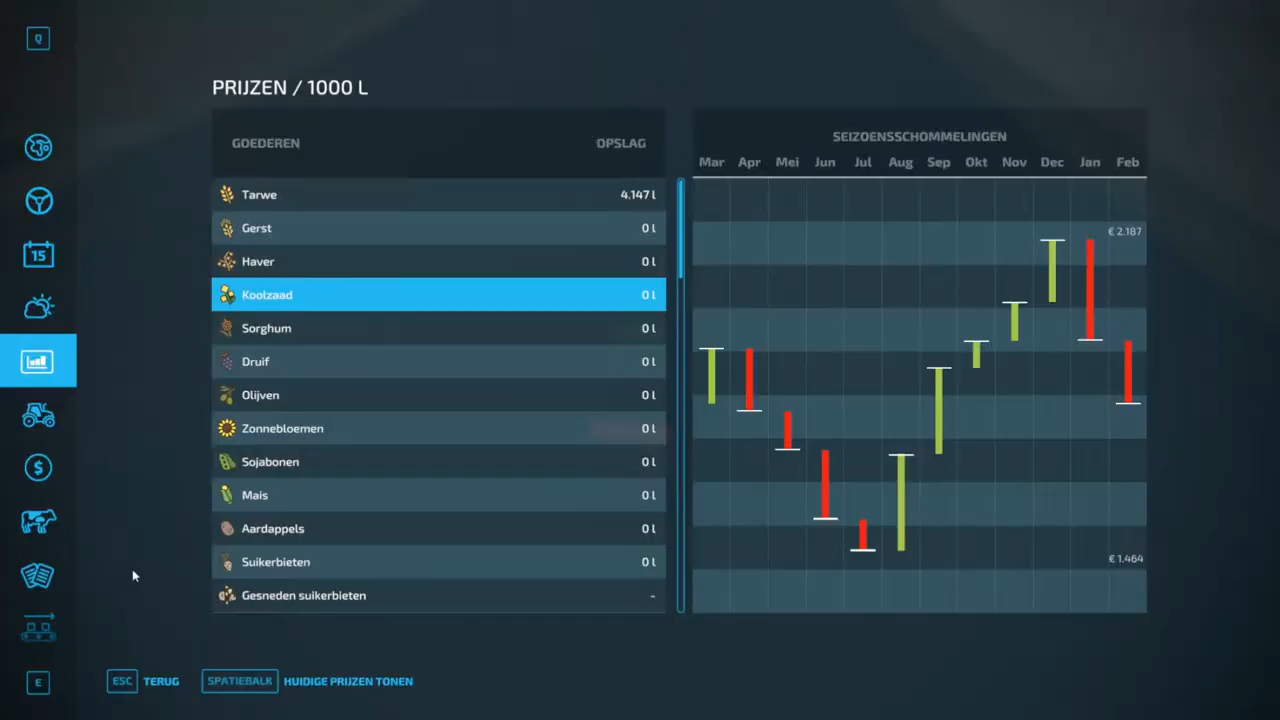 Q
PRIJZEN / 1000 L
GOEDEREN OPSLAG
SEIZOENSSCHOMMELINGEN
Mar Apr Mei Jun Jul Aug Sep Okt Nov Dec Jan Feb
Tarwe 4.147 l
Gerst 0 l
Haver 0 l
Koolzaad 0 l
Sorghum 0 l
Druif 0 l
Olijven 0 l
Zonnebloemen 0 l
Sojabonen 0 l
Mais 0 l
Aardappels 0 l
Suikerbieten 0 l
Gesneden suikerbieten -
€ 2.187
€ 1.464
15
$
E
ESC TERUG SPATIEBALK HUIDIGE PRIJZEN TONEN